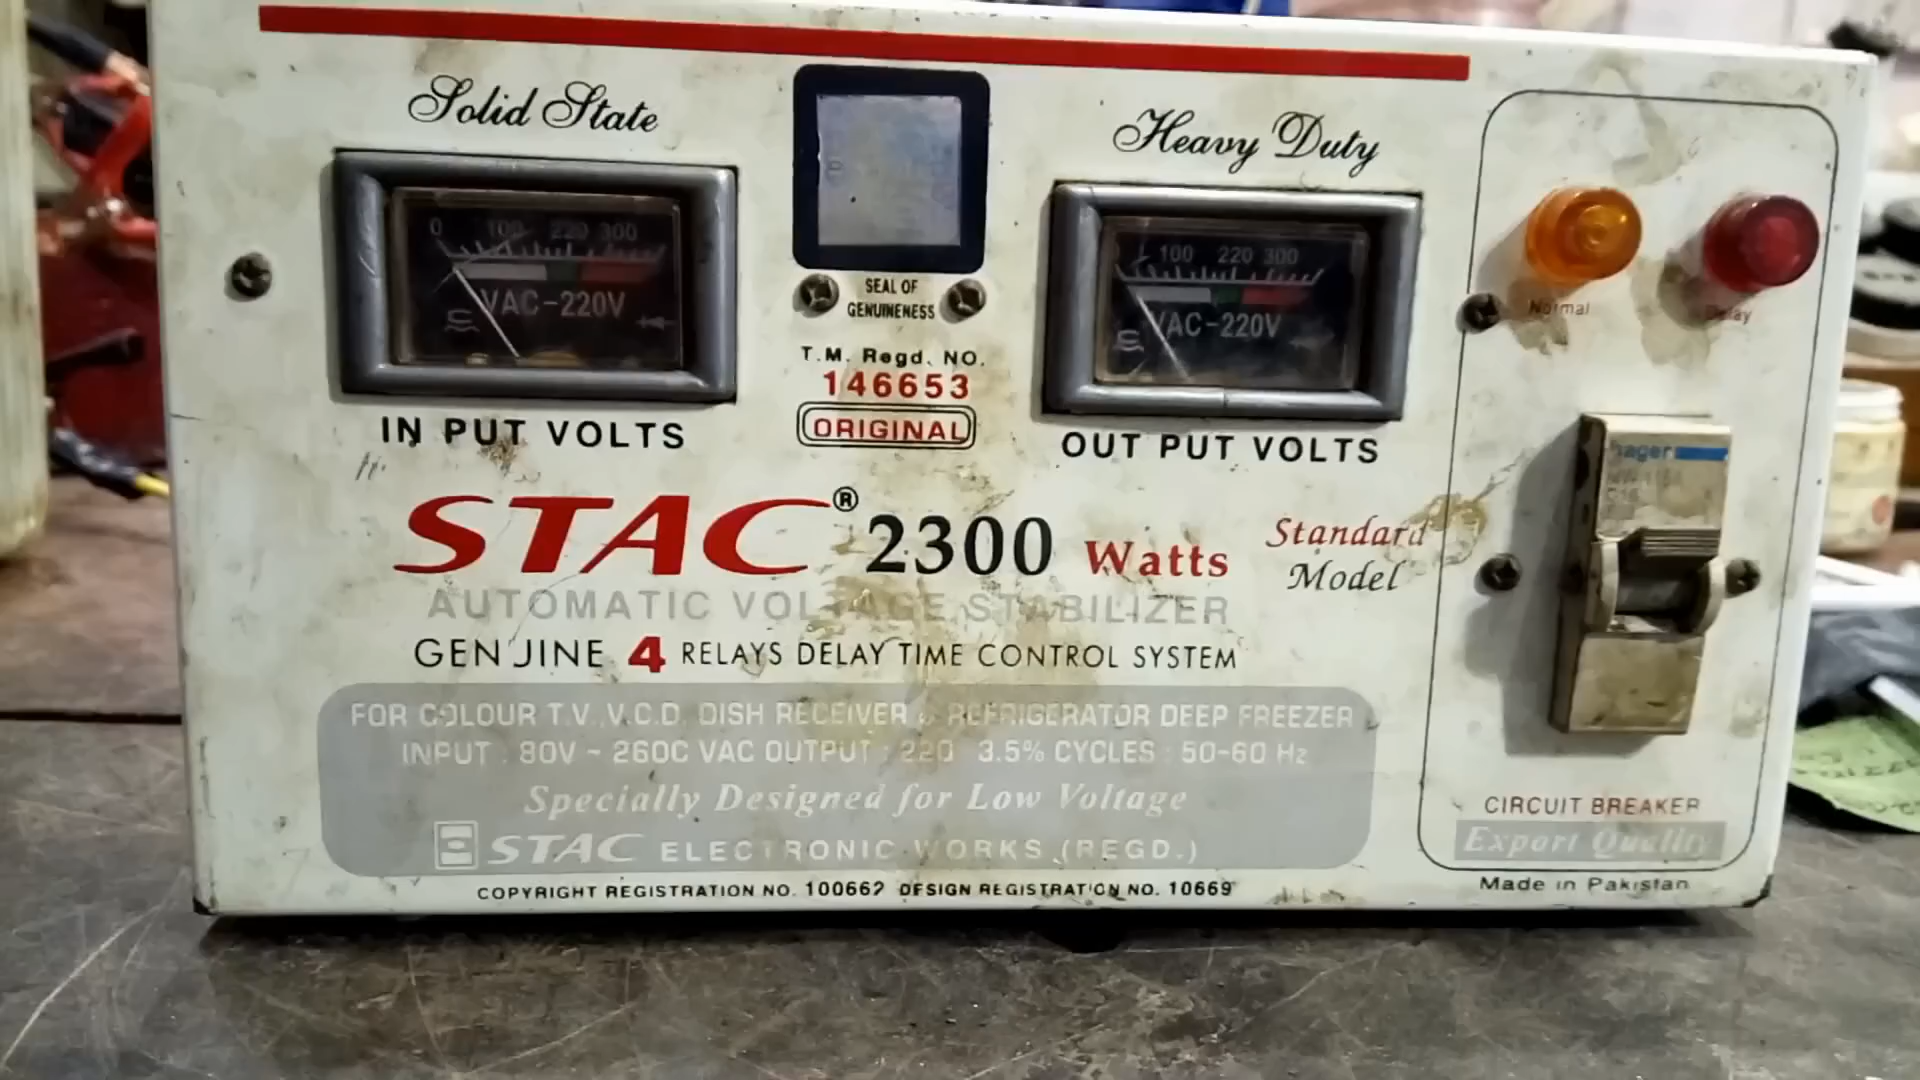 Solid State
Heavy Duty
0 100 220 300
VAC-220V
100 220 300
VAC-220V
SEAL OF
GENUINENESS
T.M. Regd. NO.
146653
ORIGINAL
IN PUT VOLTS
OUT PUT VOLTS
Normal
Delay
hager
STAC® 2300 Watts
Standard
Model
AUTOMATIC VOLTAGE STABILIZER
GENUINE 4 RELAYS DELAY TIME CONTROL SYSTEM
FOR COLOUR T.V. V.C.D. DISH RECEIVER & REFRIGERATOR DEEP FREEZER
INPUT : 80V ~ 260C VAC OUTPUT : 220 3.5% CYCLES : 50-60 Hz
Specially Designed for Low Voltage
STAC ELECTRONIC WORKS (REGD.)
COPYRIGHT REGISTRATION NO. 100662 DESIGN REGISTRATION NO. 10669
CIRCUIT BREAKER
Export Quality
Made in Pakistan